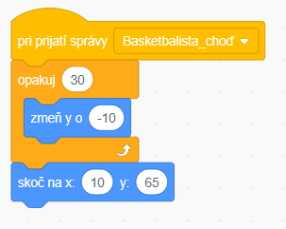 pri prijatí správy Basketbalista_choď
opakuj 30
zmeň y o -10
skoč na x: 10 y: 65